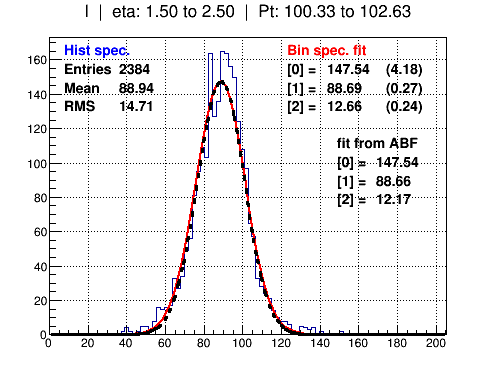 I | eta: 1.50 to 2.50 | Pt: 100.33 to 102.63
Hist spec.
Entries 2384
Mean 88.94
RMS 14.71
Bin spec. fit
[0] = 147.54 (4.18)
[1] = 88.69 (0.27)
[2] = 12.66 (0.24)
fit from ABF
[0] = 147.54
[1] = 88.66
[2] = 12.17
160
140
120
100
80
60
40
20
0
0 20 40 60 80 100 120 140 160 180 200